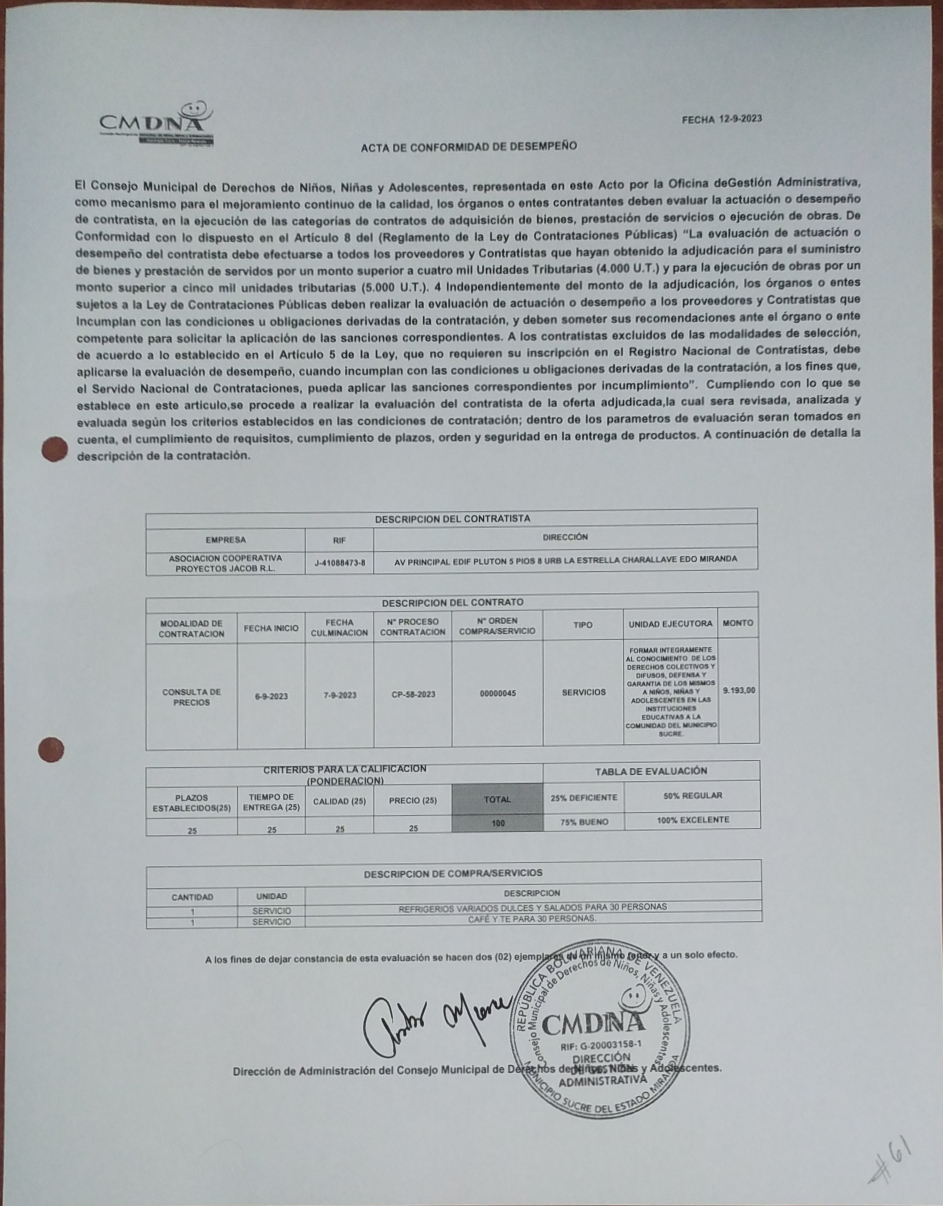 CMDNA
FECHA 12-9-2023
ACTA DE CONFORMIDAD DE DESEMPEÑO
El Consejo Municipal de Derechos de Niños, Niñas y Adolescentes, representada en este Acto por la Oficina deGestión Administrativa,
como mecanismo para el mejoramiento continuo de la calidad, los órganos o entes contratantes deben evaluar la actuación o desempeño
de contratista, en la ejecución de las categorias de contratos de adquisición de bienes, prestación de servicios o ejecución de obras. De
Conformidad con lo dispuesto en el Articulo 8 del (Reglamento de la Ley de Contrataciones Públicas) "La evaluación de actuación o
desempeño del contratista debe efectuarse a todos los proveedores y Contratistas que hayan obtenido la adjudicación para el suministro
de bienes y prestación de servidos por un monto superior a cuatro mil Unidades Tributarias (4.000 U.T.) y para la ejecución de obras por un
monto superior a cinco mil unidades tributarias (5.000 U.T.). 4 Independientemente del monto de la adjudicación, los órganos o entes
sujetos a la Ley de Contrataciones Públicas deben realizar la evaluación de actuación o desempeño a los proveedores y Contratistas que
Incumplan con las condiciones u obligaciones derivadas de la contratación, y deben someter sus recomendaciones ante el órgano o ente
competente para solicitar la aplicación de las sanciones correspondientes. A los contratistas excluidos de las modalidades de selección,
de acuerdo a lo establecido en el Articulo 5 de la Ley, que no requieren su inscripción en el Registro Nacional de Contratistas, debe
aplicarse la evaluación de desempeño, cuando incumplan con las condiciones u obligaciones derivadas de la contratación, a los fines que,
el Servido Nacional de Contrataciones, pueda aplicar las sanciones correspondientes por incumplimiento". Cumpliendo con lo que se
establece en este articulo,se procede a realizar la evaluación del contratista de la oferta adjudicada,la cual sera revisada, analizada y
evaluada según los criterios establecidos en las condiciones de contratación; dentro de los parametros de evaluación seran tomados en
cuenta, el cumplimiento de requisitos, cumplimiento de plazos, orden y seguridad en la entrega de productos. A continuación de detalla la
descripción de la contratación.
DESCRIPCION DEL CONTRATISTA
EMPRESA RIF DIRECCIÓN
ASOCIACION COOPERATIVA
PROYECTOS JACOB R.L. J-41088473-8 AV PRINCIPAL EDIF PLUTON 5 PIOS 8 URB LA ESTRELLA CHARALLAVE EDO MIRANDA
DESCRIPCION DEL CONTRATO
MODALIDAD DE
CONTRATACION
FECHA INICIO
FECHA
CULMINACION
N° PROCESO
CONTRATACION
N° ORDEN
COMPRA/SERVICIO
TIPO
UNIDAD EJECUTORA
MONTO
CONSULTA DE
PRECIOS
6-9-2023
7-9-2023
CP-58-2023
00000045
SERVICIOS
FORMAR INTEGRAMENTE
AL CONOCIMIENTO DE LOS
DERECHOS COLECTIVOS Y
DIFUSOS, DEFENSA Y
GARANTIA DE LOS MISMOS
A NIÑOS, NIÑAS Y
ADOLESCENTES EN LAS
INSTITUCIONES
EDUCATIVAS A LA
COMUNIDAD DEL MUNICIPIO
SUCRE.
9.193,00
CRITERIOS PARA LA CALIFICACION
(PONDERACION)
TABLA DE EVALUACIÓN
PLAZOS
ESTABLECIDOS(25)
TIEMPO DE
ENTREGA (25)
CALIDAD (25)
PRECIO (25)
TOTAL
25% DEFICIENTE
50% REGULAR
25 25 25 25 100 75% BUENO 100% EXCELENTE
DESCRIPCION DE COMPRA/SERVICIOS
CANTIDAD UNIDAD DESCRIPCION
1 SERVICIO REFRIGERIOS VARIADOS DULCES Y SALADOS PARA 30 PERSONAS
1 SERVICIO CAFÉ Y TE PARA 30 PERSONAS.
A los fines de dejar constancia de esta evaluación se hacen dos (02) ejemplares de un mismo tenor y a un solo efecto.
REPÚBLICA BOLIVARIANA DE VENEZUELA
Consejo Municipal de Derechos de Niños, Niñas y Adolescentes
CMDNA
RIF: G-20003158-1
DIRECCIÓN
ADMINISTRATIVA
MUNICIPIO SUCRE DEL ESTADO MIRANDA
Dirección de Administración del Consejo Municipal de Derechos de Niños, Niñas y Adolescentes.
#61